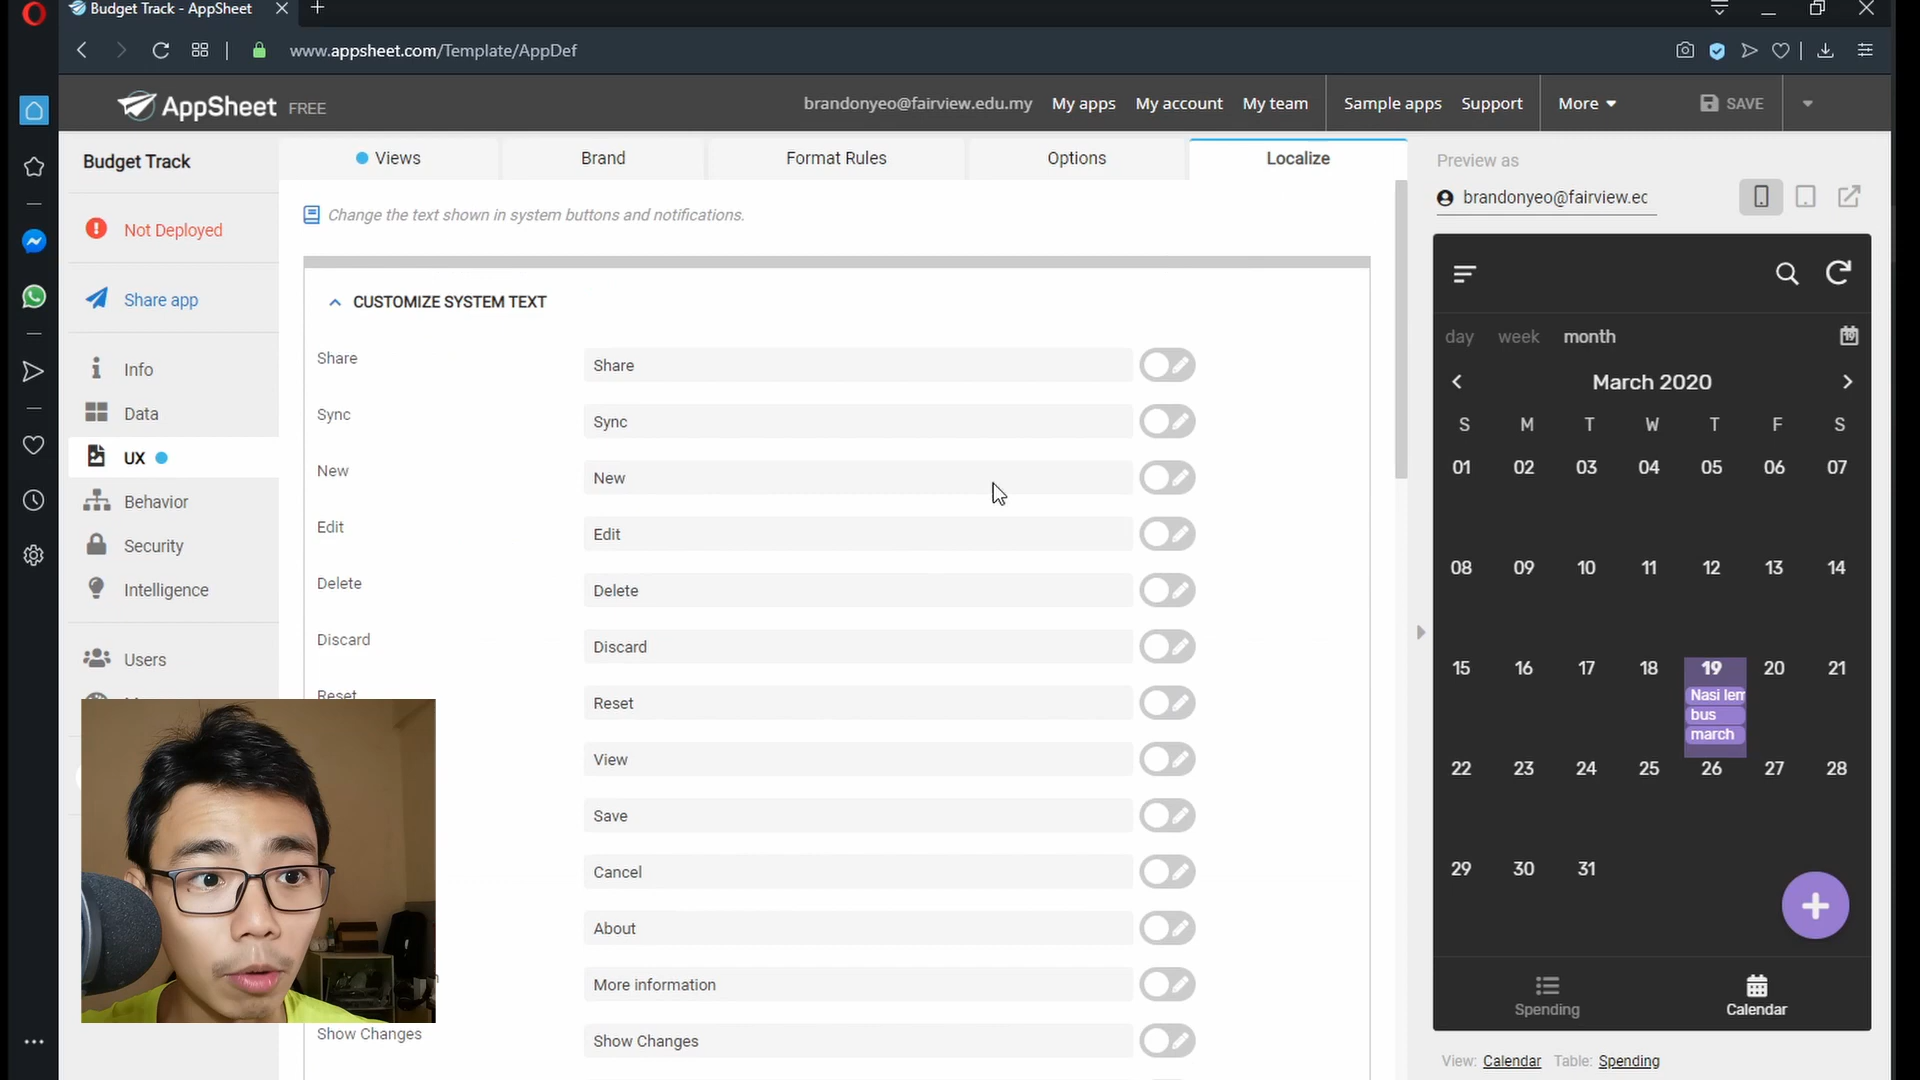 Budget Track - AppSheet
www.appsheet.com/Template/AppDef
AppSheet FREE
brandonyeo@fairview.edu.my My apps My account My team Sample apps Support More SAVE
Budget Track
Not Deployed
Share app
Info
Data
UX
Behavior
Security
Intelligence
Users
Views Brand Format Rules Options Localize
Change the text shown in system buttons and notifications.
CUSTOMIZE SYSTEM TEXT
Share Share
Sync Sync
New New
Edit Edit
Delete Delete
Discard Discard
Reset Reset
View
Save
Cancel
About
More information
Show Changes Show Changes
Preview as
brandonyeo@fairview.ec
day week month
March 2020
S M T W T F S
01 02 03 04 05 06 07
08 09 10 11 12 13 14
15 16 17 18 19 20 21
Nasi lem
bus
march
22 23 24 25 26 27 28
29 30 31
Spending Calendar
View: Calendar Table: Spending